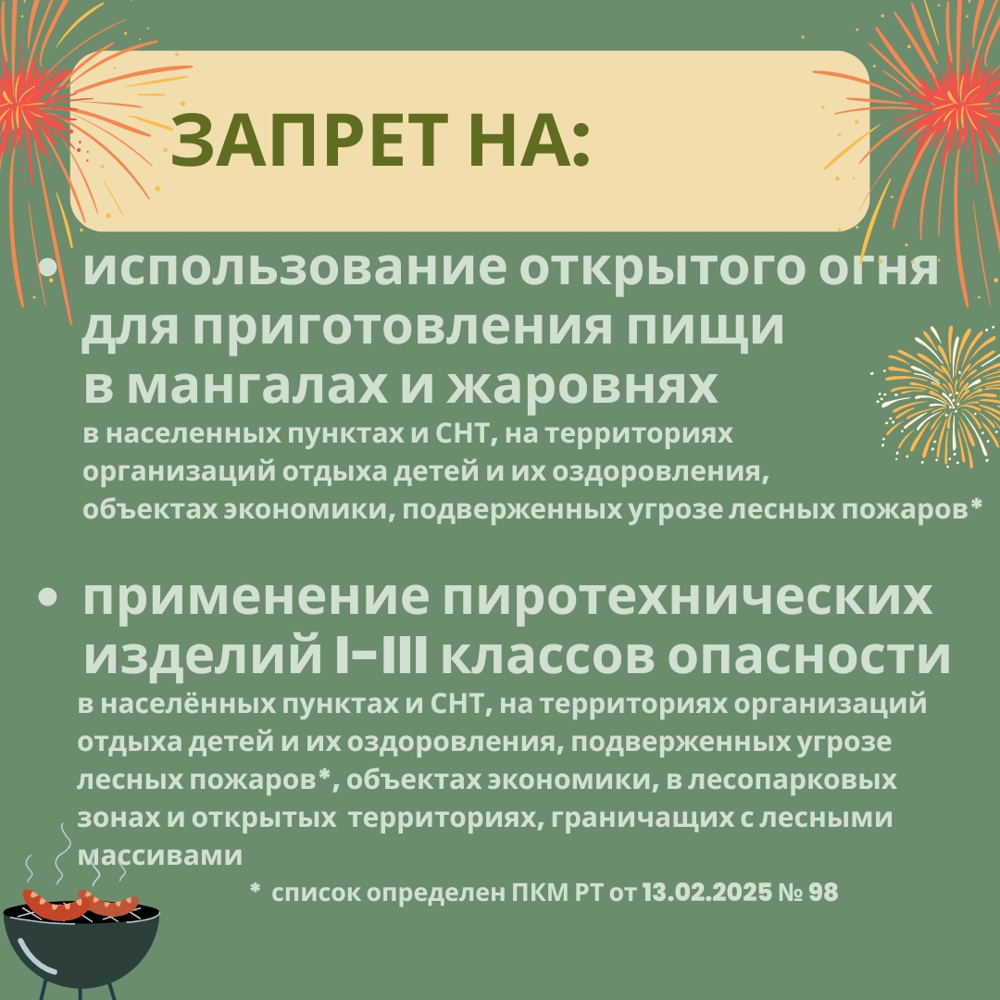 ЗАПРЕТ НА:
• использование открытого огня
для приготовления пищи
в мангалах и жаровнях
в населенных пунктах и СНТ, на территориях
организаций отдыха детей и их оздоровления,
объектах экономики, подверженных угрозе лесных пожаров*
• применение пиротехнических
изделий I-III классов опасности
в населённых пунктах и СНТ, на территориях организаций
отдыха детей и их оздоровления, подверженных угрозе
лесных пожаров*, объектах экономики, в лесопарковых
зонах и открытых территориях, граничащих с лесными
массивами
* список определен ПКМ РТ от 13.02.2025 № 98